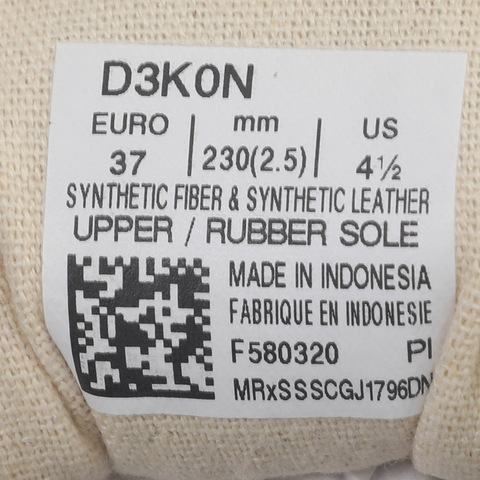 D3K0N
EURO | mm | US
37 | 230(2.5) | 4½
SYNTHETIC FIBER & SYNTHETIC LEATHER
UPPER / RUBBER SOLE
MADE IN INDONESIA
FABRIQUE EN INDONESIE
F580320 PI
MRxSSSCGJ1796DN